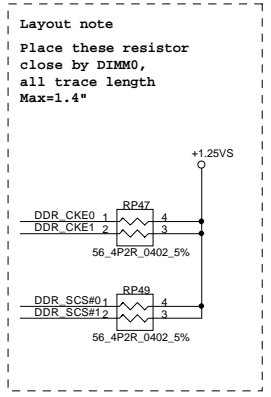 Layout note
Place these resistor
close by DIMM0,
all trace length
Max=1.4"
+1.25VS
RP47
DDR_CKE0 1 4
DDR_CKE1 2 3
56_4P2R_0402_5%
RP49
DDR_SCS#0 1 4
DDR_SCS#1 2 3
56_4P2R_0402_5%